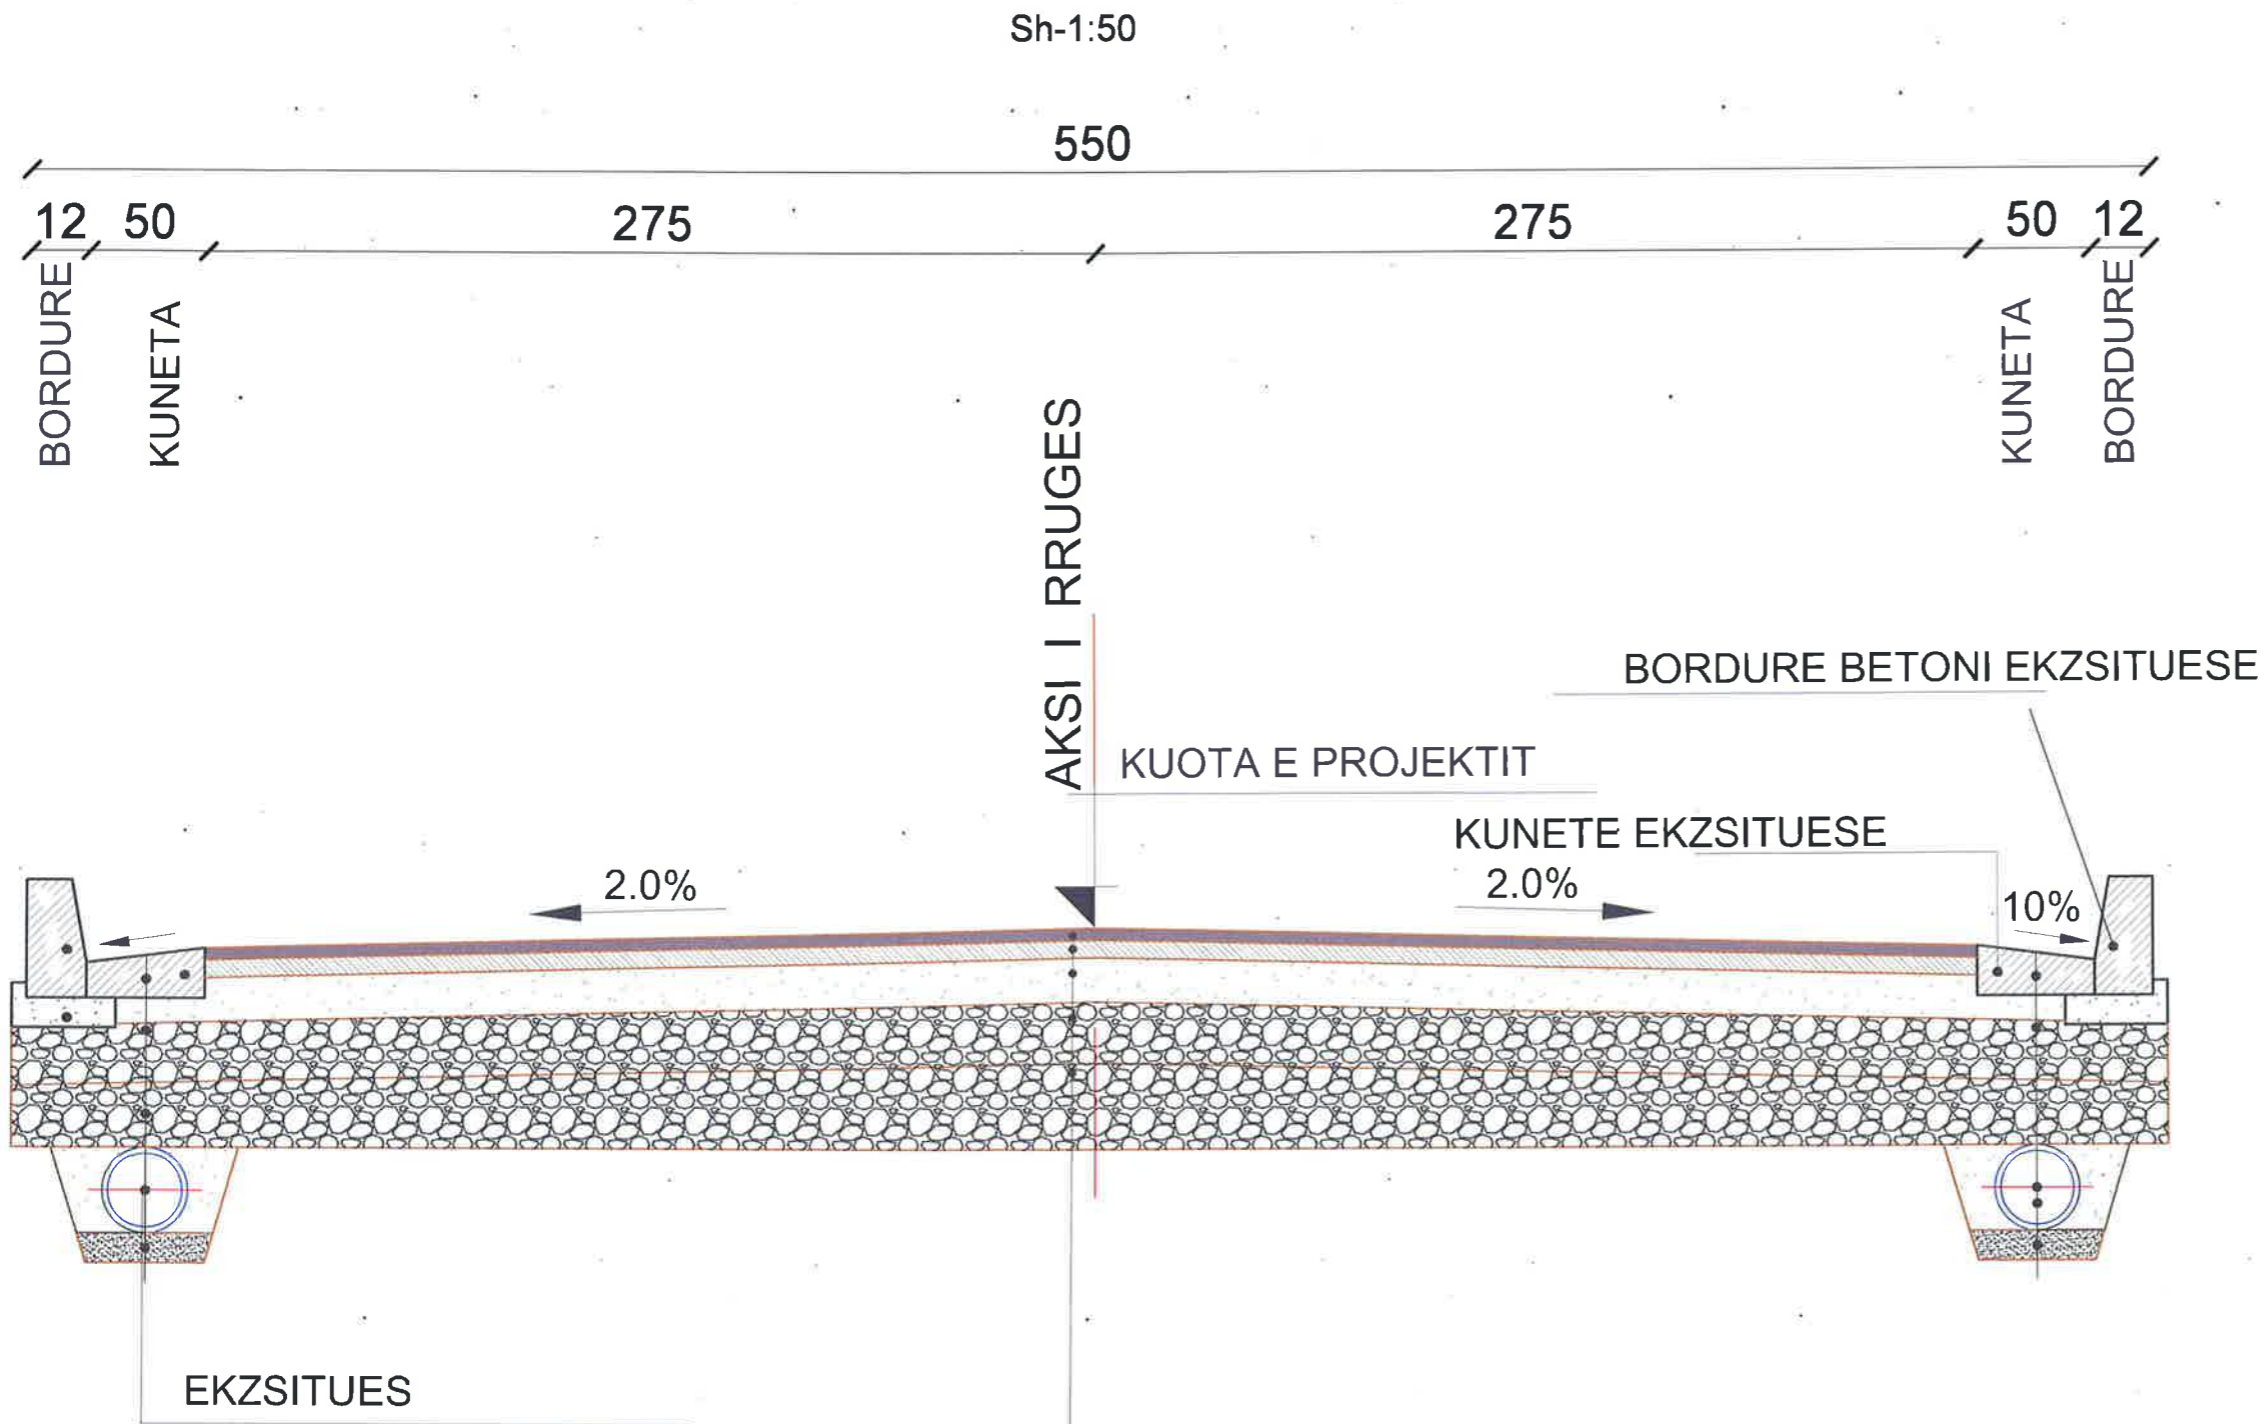 Sh-1:50
550
12 50 275 275 50 12
BORDURE
KUNETA
KUNETA
BORDURE
AKSI I RRUGES
BORDURE BETONI EKZSITUESE
KUOTA E PROJEKTIT
KUNETE EKZSITUESE
2.0%
2.0%
10%
EKZSITUES